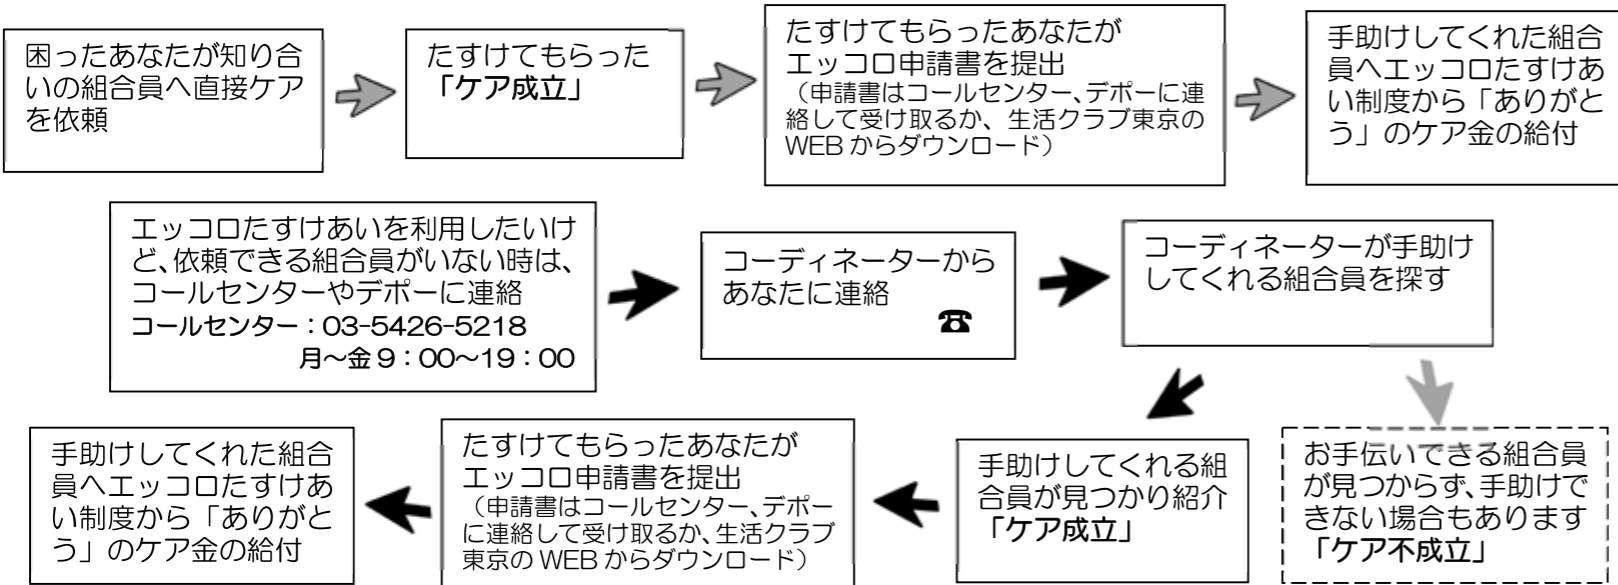 困ったあなたが知り合
いの組合員へ直接ケア
を依頼
たすけてもらった
「ケア成立」
たすけてもらったあなたが
エッコロ申請書を提出
（申請書はコールセンター、デポーに連
絡して受け取るか、生活クラブ東京の
WEBからダウンロード）
手助けしてくれた組合
員へエッコロたすけあ
い制度から「ありがと
う」のケア金の給付
エッコロたすけあいを利用したいけ
ど、依頼できる組合員がいない時は、
コールセンターやデポーに連絡
コールセンター：03-5426-5218
月～金9：00～19：00
コーディネーターから
あなたに連絡
コーディネーターが手助け
してくれる組合員を探す
手助けしてくれる組
合員が見つかり紹介
「ケア成立」
お手伝いできる組合員
が見つからず、手助けで
きない場合もあります
「ケア不成立」
たすけてもらったあなたが
エッコロ申請書を提出
（申請書はコールセンター、デポー
に連絡して受け取るか、生活クラブ
東京のWEBからダウンロード）
手助けしてくれた組合
員へエッコロたすけあ
い制度から「ありがと
う」のケア金の給付